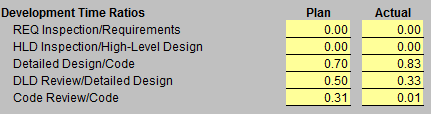 Development Time Ratios Plan Actual
REQ Inspection/Requirements 0.00 0.00
HLD Inspection/High-Level Design 0.00 0.00
Detailed Design/Code 0.70 0.83
DLD Review/Detailed Design 0.50 0.33
Code Review/Code 0.31 0.01